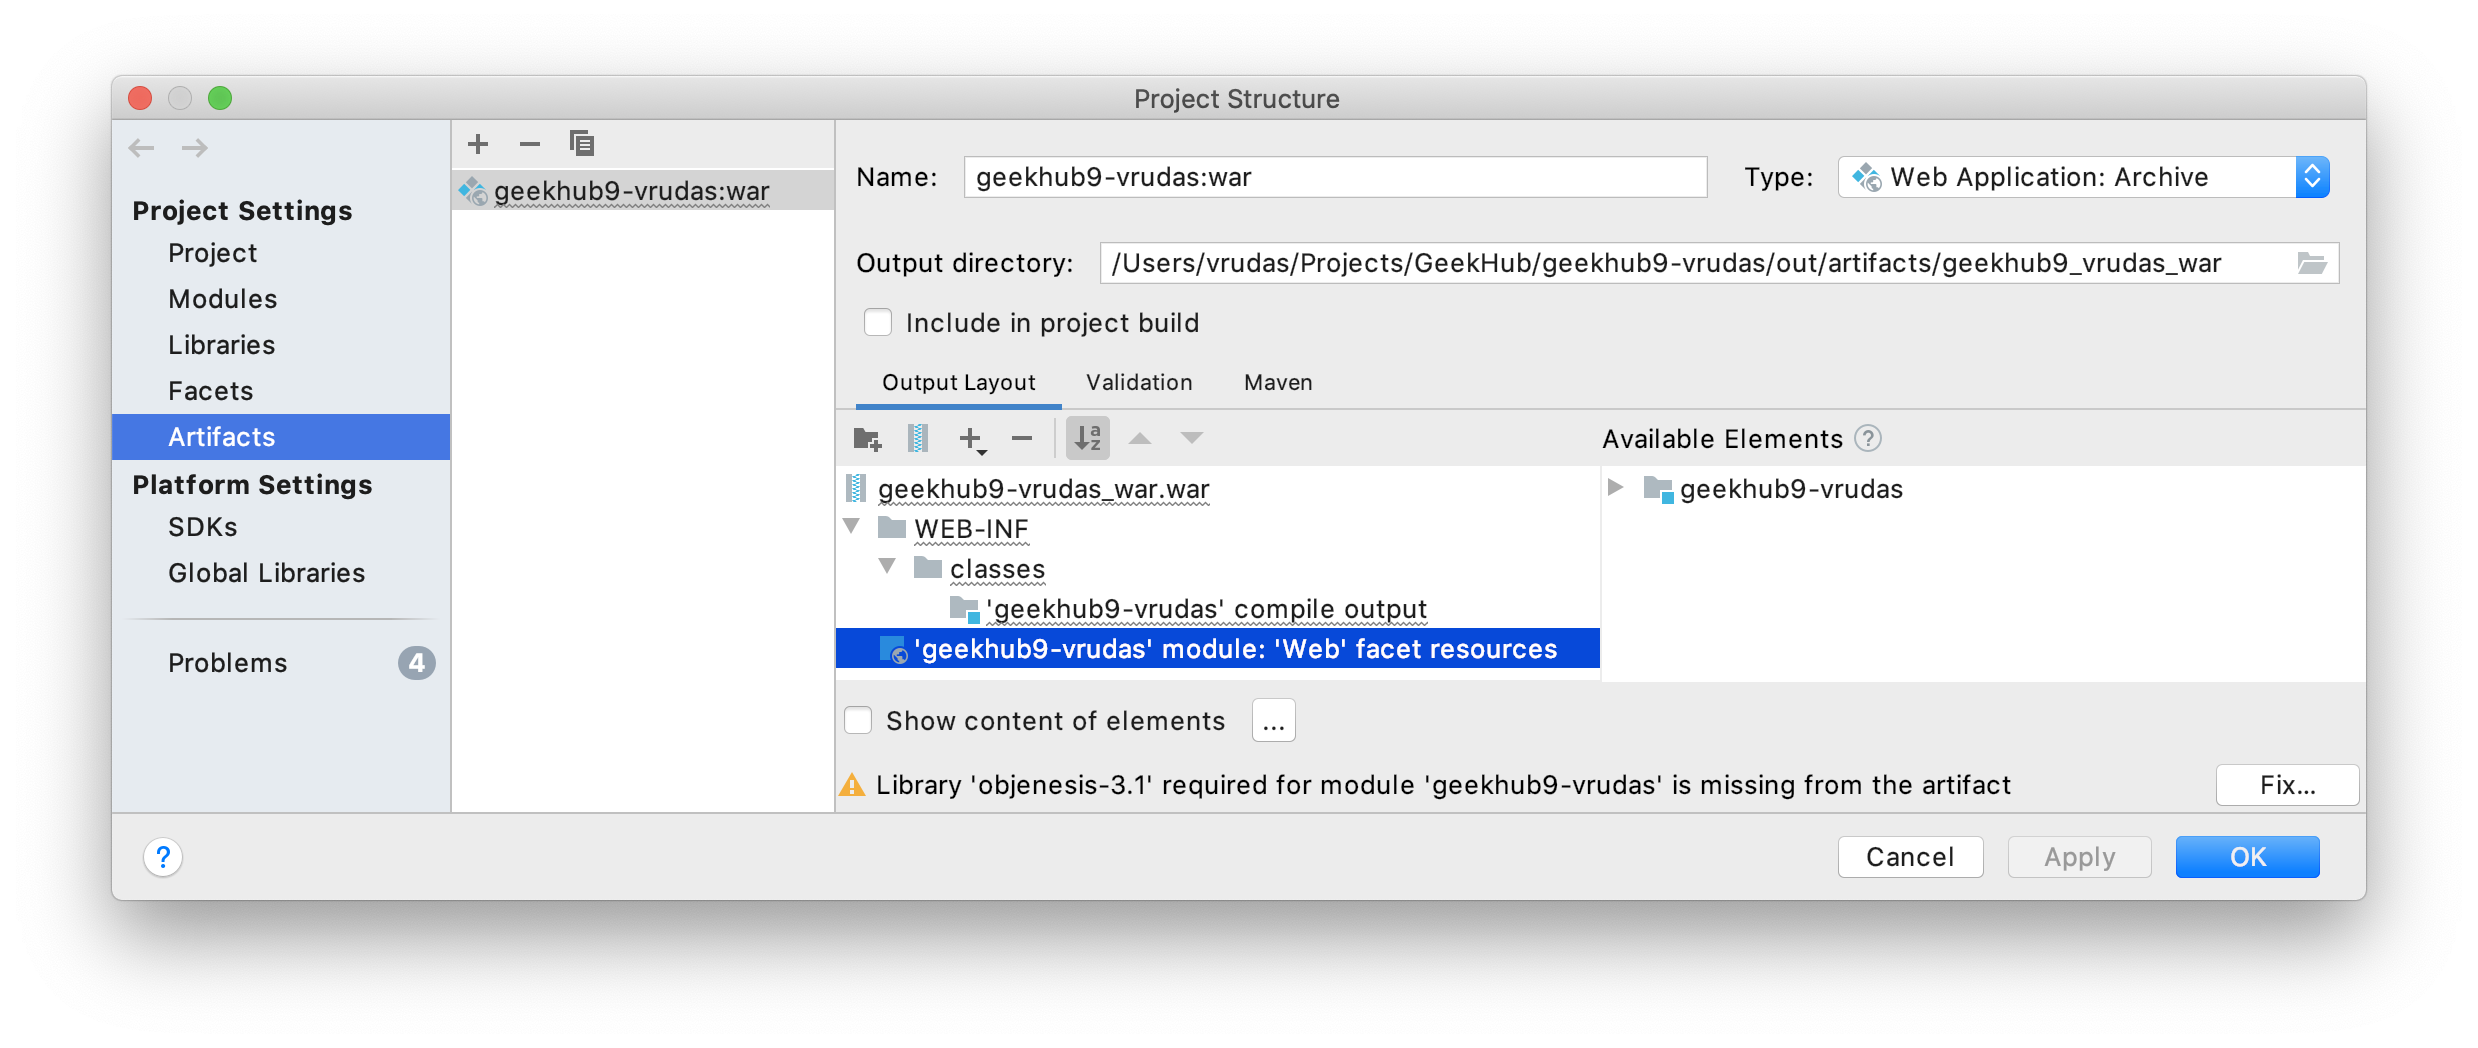 Project Structure
Project Settings
Project
Modules
Libraries
Facets
Artifacts
Platform Settings
SDKs
Global Libraries
Problems 4
geekhub9-vrudas:war
Name: geekhub9-vrudas:war Type: Web Application: Archive
Output directory: /Users/vrudas/Projects/GeekHub/geekhub9-vrudas/out/artifacts/geekhub9_vrudas_war
Include in project build
Output Layout Validation Maven
a z Available Elements ?
geekhub9-vrudas_war.war
WEB-INF
classes
'geekhub9-vrudas' compile output
'geekhub9-vrudas' module: 'Web' facet resources
geekhub9-vrudas
Show content of elements ...
Library 'objenesis-3.1' required for module 'geekhub9-vrudas' is missing from the artifact Fix...
? Cancel Apply OK